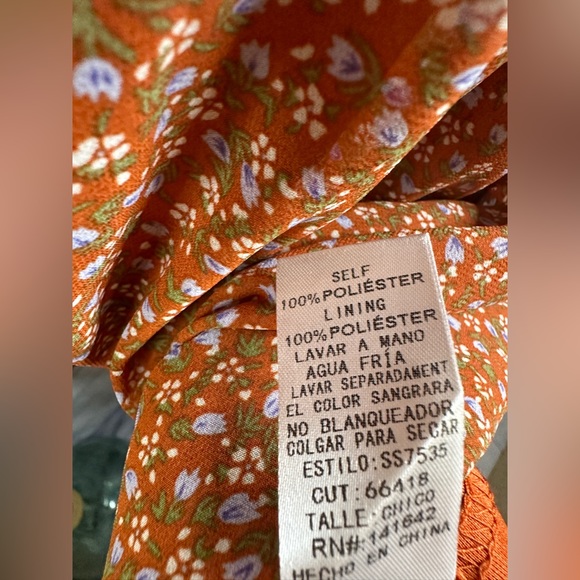 SELF
100%POLIÉSTER
LINING
100%POLIÉSTER
LAVAR A MANO
AGUA FRÍA
LAVAR SEPARADAMENT
EL COLOR SANGRARA
NO BLANQUEADOR
COLGAR PARA SECAR
ESTILO:SS7535
CUT:66418
TALLE:CHICO
RN#:141642
HECHO EN CHINA